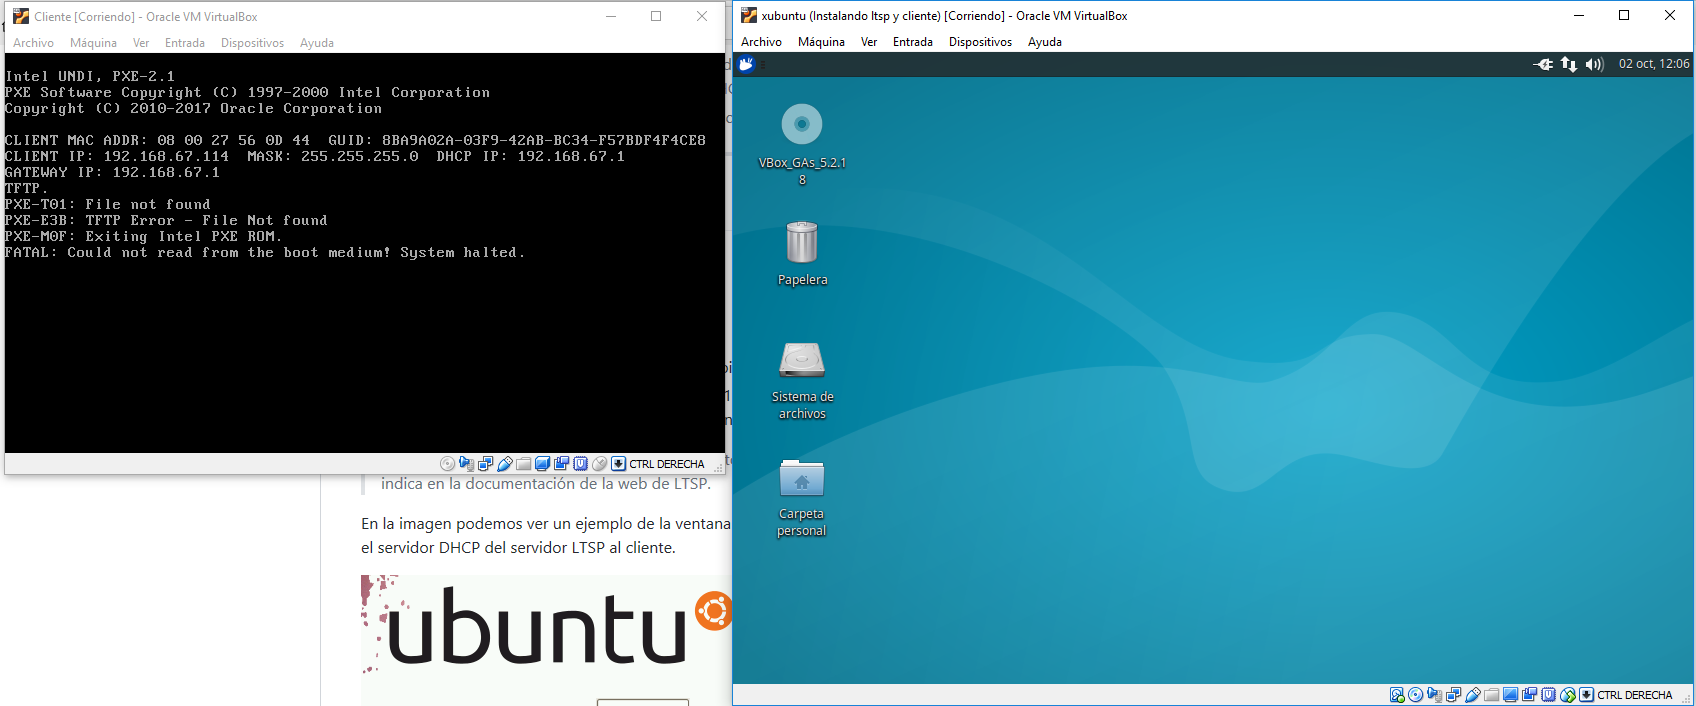 Cliente [Corriendo] - Oracle VM VirtualBox
Archivo Máquina Ver Entrada Dispositivos Ayuda
Intel UNDI, PXE-2.1
PXE Software Copyright (C) 1997-2000 Intel Corporation
Copyright (C) 2010-2017 Oracle Corporation
CLIENT MAC ADDR: 08 00 27 56 0D 44 GUID: 8BA9A02A-03F9-42AB-BC34-F57BDF4F4CE8
CLIENT IP: 192.168.67.114 MASK: 255.255.255.0 DHCP IP: 192.168.67.1
GATEWAY IP: 192.168.67.1
TFTP.
PXE-T01: File not found
PXE-E3B: TFTP Error - File Not found
PXE-M0F: Exiting Intel PXE ROM.
FATAL: Could not read from the boot medium! System halted.
CTRL DERECHA
indica en la documentación de la web de LTSP.
En la imagen podemos ver un ejemplo de la ventana
el servidor DHCP del servidor LTSP al cliente.
ubuntu
xubuntu (Instalando ltsp y cliente) [Corriendo] - Oracle VM VirtualBox
Archivo Máquina Ver Entrada Dispositivos Ayuda
02 oct, 12:06
VBox_GAs_5.2.1
8
Papelera
Sistema de
archivos
Carpeta
personal
CTRL DERECHA